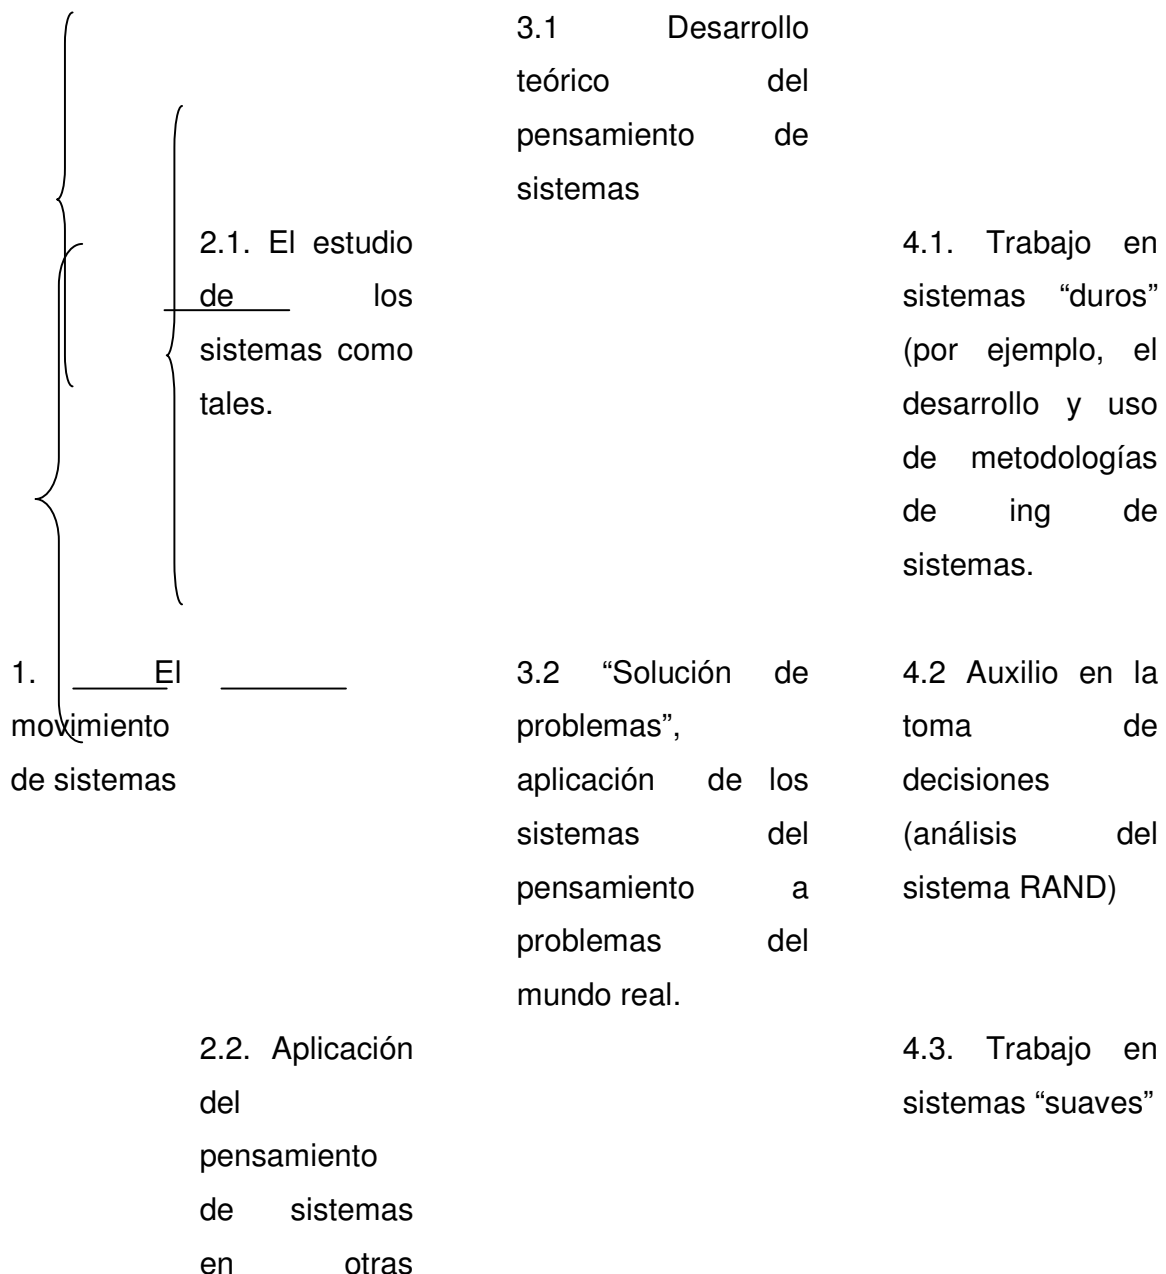 3.1 Desarrollo
teórico del
pensamiento de
sistemas
2.1. El estudio
de los
sistemas como
tales.
4.1. Trabajo en
sistemas “duros”
(por ejemplo, el
desarrollo y uso
de metodologías
de ing de
sistemas.
1. El
movimiento
de sistemas
3.2 “Solución de
problemas”,
aplicación de los
sistemas del
pensamiento a
problemas del
mundo real.
4.2 Auxilio en la
toma de
decisiones
(análisis del
sistema RAND)
2.2. Aplicación
del
pensamiento
de sistemas
en otras
4.3. Trabajo en
sistemas “suaves”